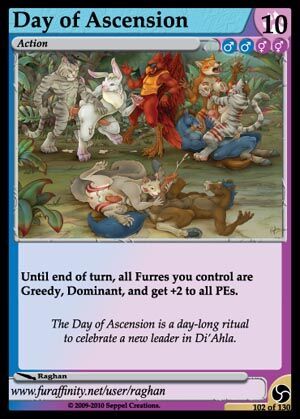 Day of Ascension
10
Action
Until end of turn, all Furres you control are
Greedy, Dominant, and get +2 to all PEs.
The Day of Ascension is a day-long ritual
to celebrate a new leader in Di'Ahla.
Raghan
www.furaffinity.net/user/raghan
© 2009-2010 Seppel Creations.
102 of 130